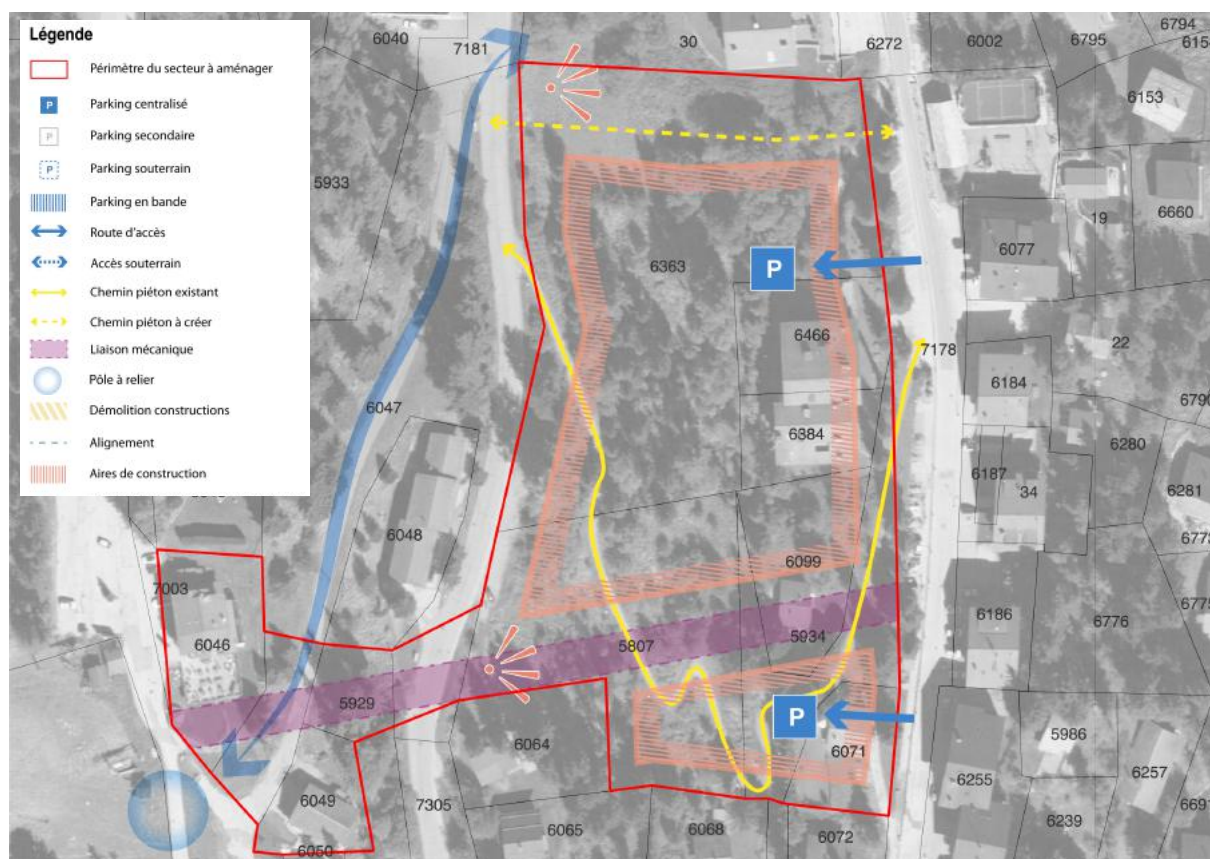 Légende
Périmètre du secteur à aménager
P Parking centralisé
P Parking secondaire
P Parking souterrain
Parking en bande
Route d'accès
Accès souterrain
Chemin piéton existant
Chemin piéton à créer
Liaison mécanique
Pôle à relier
Démolition constructions
Alignement
Aires de construction
6040
7181
30
6272
6002
6795
6794
6153
5933
19
6660
6077
6363
P
6466
7178
22
6184
6047
6384
6280
6187
34
6281
6048
6099
7003
6046
5807
5934
6186
6776
5929
P
6064
6071
5986
6255
6257
6049
7305
6050
6065
6068
6072
6239